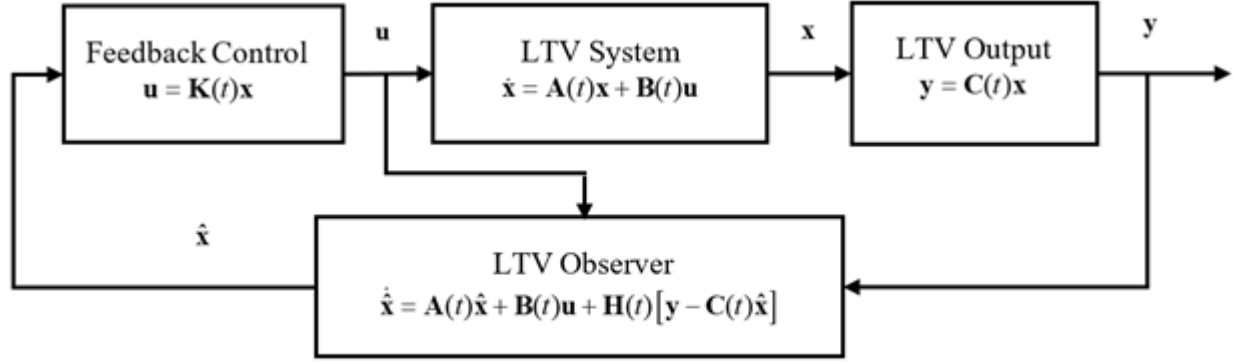 Feedback Control
u = K(t)x
u
LTV System
ẋ = A(t)x + B(t)u
x
LTV Output
y = C(t)x
y
x̂
LTV Observer
x̂̇ = A(t)x̂ + B(t)u + H(t)[y − C(t)x̂]